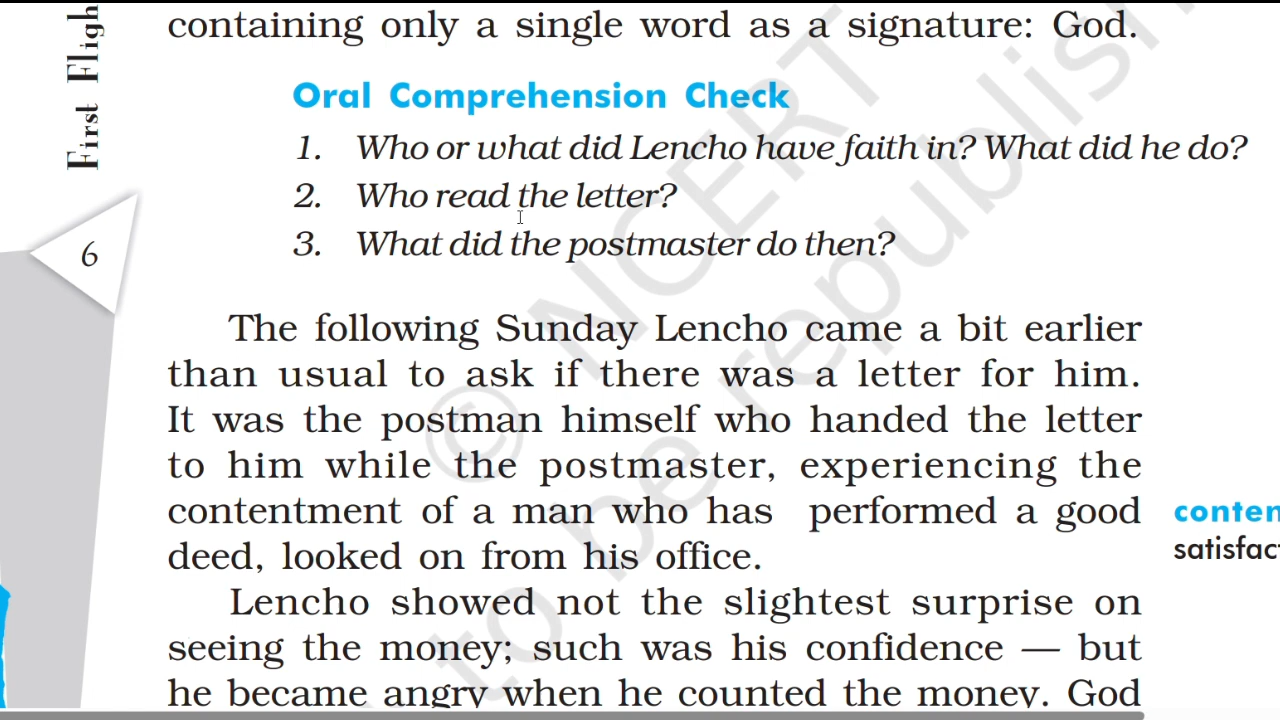 containing only a single word as a signature: God.
First Fligh
Oral Comprehension Check
1. Who or what did Lencho have faith in? What did he do?
2. Who read the letter?
3. What did the postmaster do then?
6
The following Sunday Lencho came a bit earlier
than usual to ask if there was a letter for him.
It was the postman himself who handed the letter
to him while the postmaster, experiencing the
contentment of a man who has performed a good
deed, looked on from his office.
conten
satisfac
Lencho showed not the slightest surprise on
seeing the money; such was his confidence — but
he became angry when he counted the money. God
© NCERT
to be republish